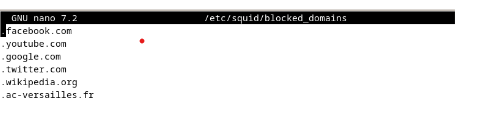 GNU nano 7.2 /etc/squid/blocked_domains
.facebook.com
.youtube.com
.google.com
.twitter.com
.wikipedia.org
.ac-versailles.fr